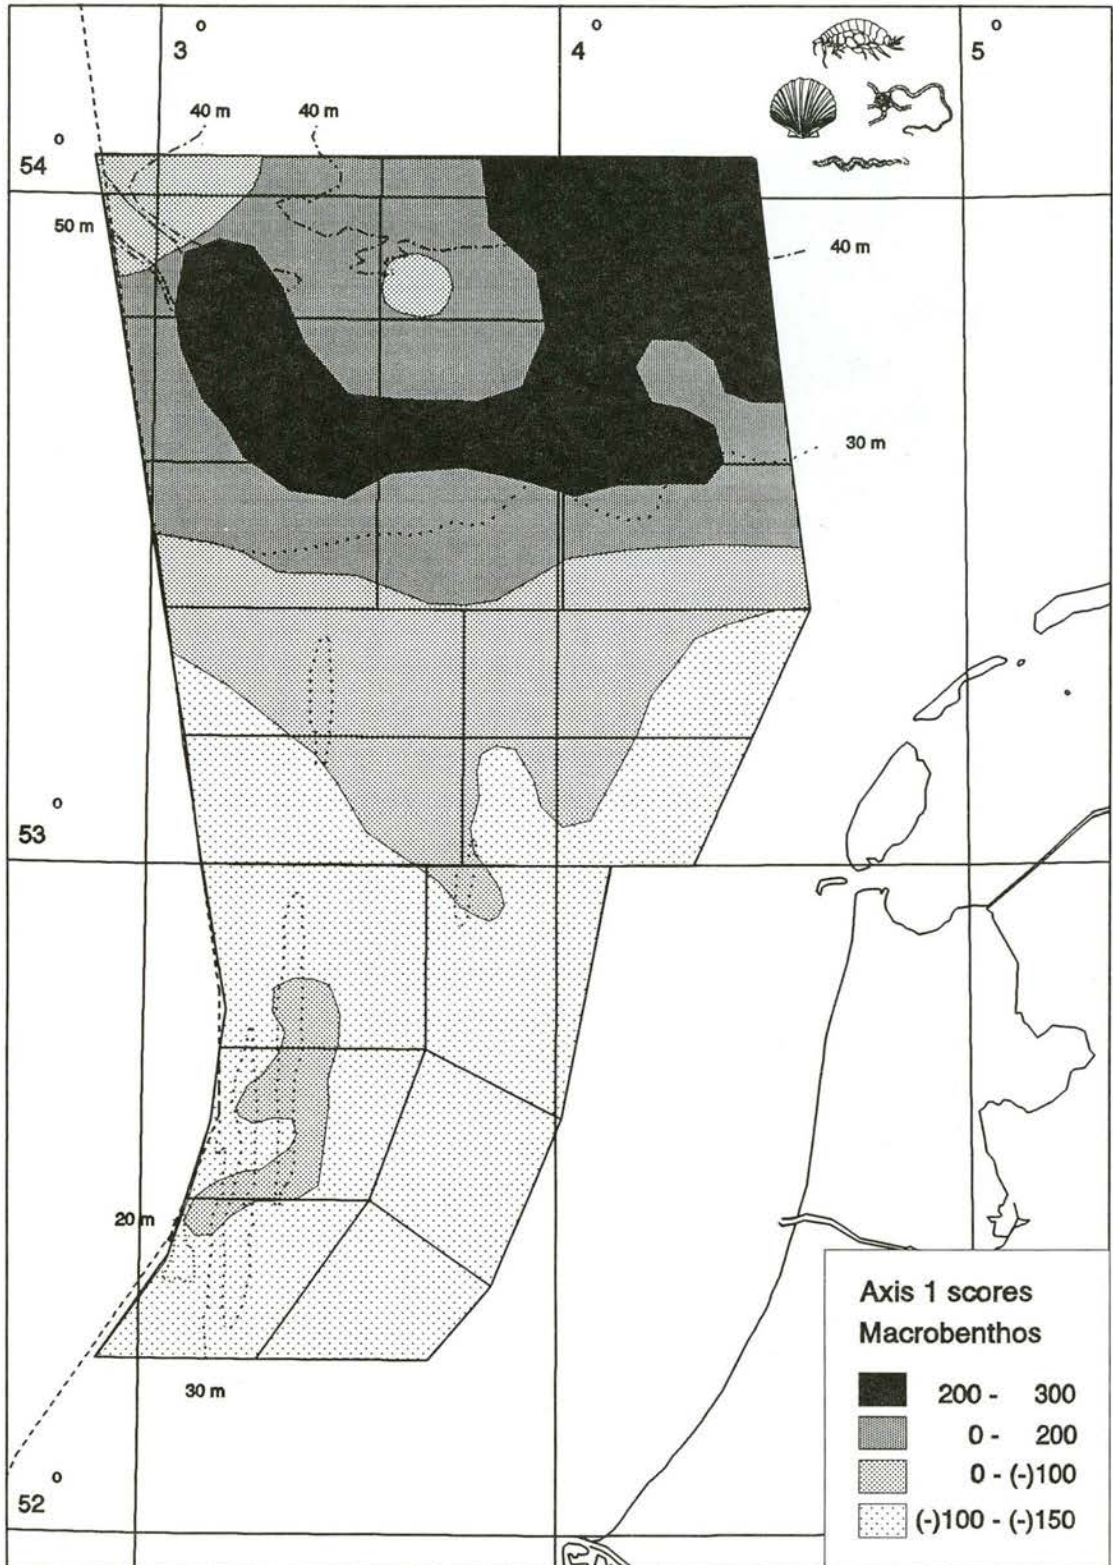 3 °
4 °
5 °
40 m
40 m
54 °
50 m
40 m
30 m
53 °
20 m
30 m
52 °
Axis 1 scores
Macrobenthos
200 - 300
0 - 200
0 - (-)100
(-)100 - (-)150